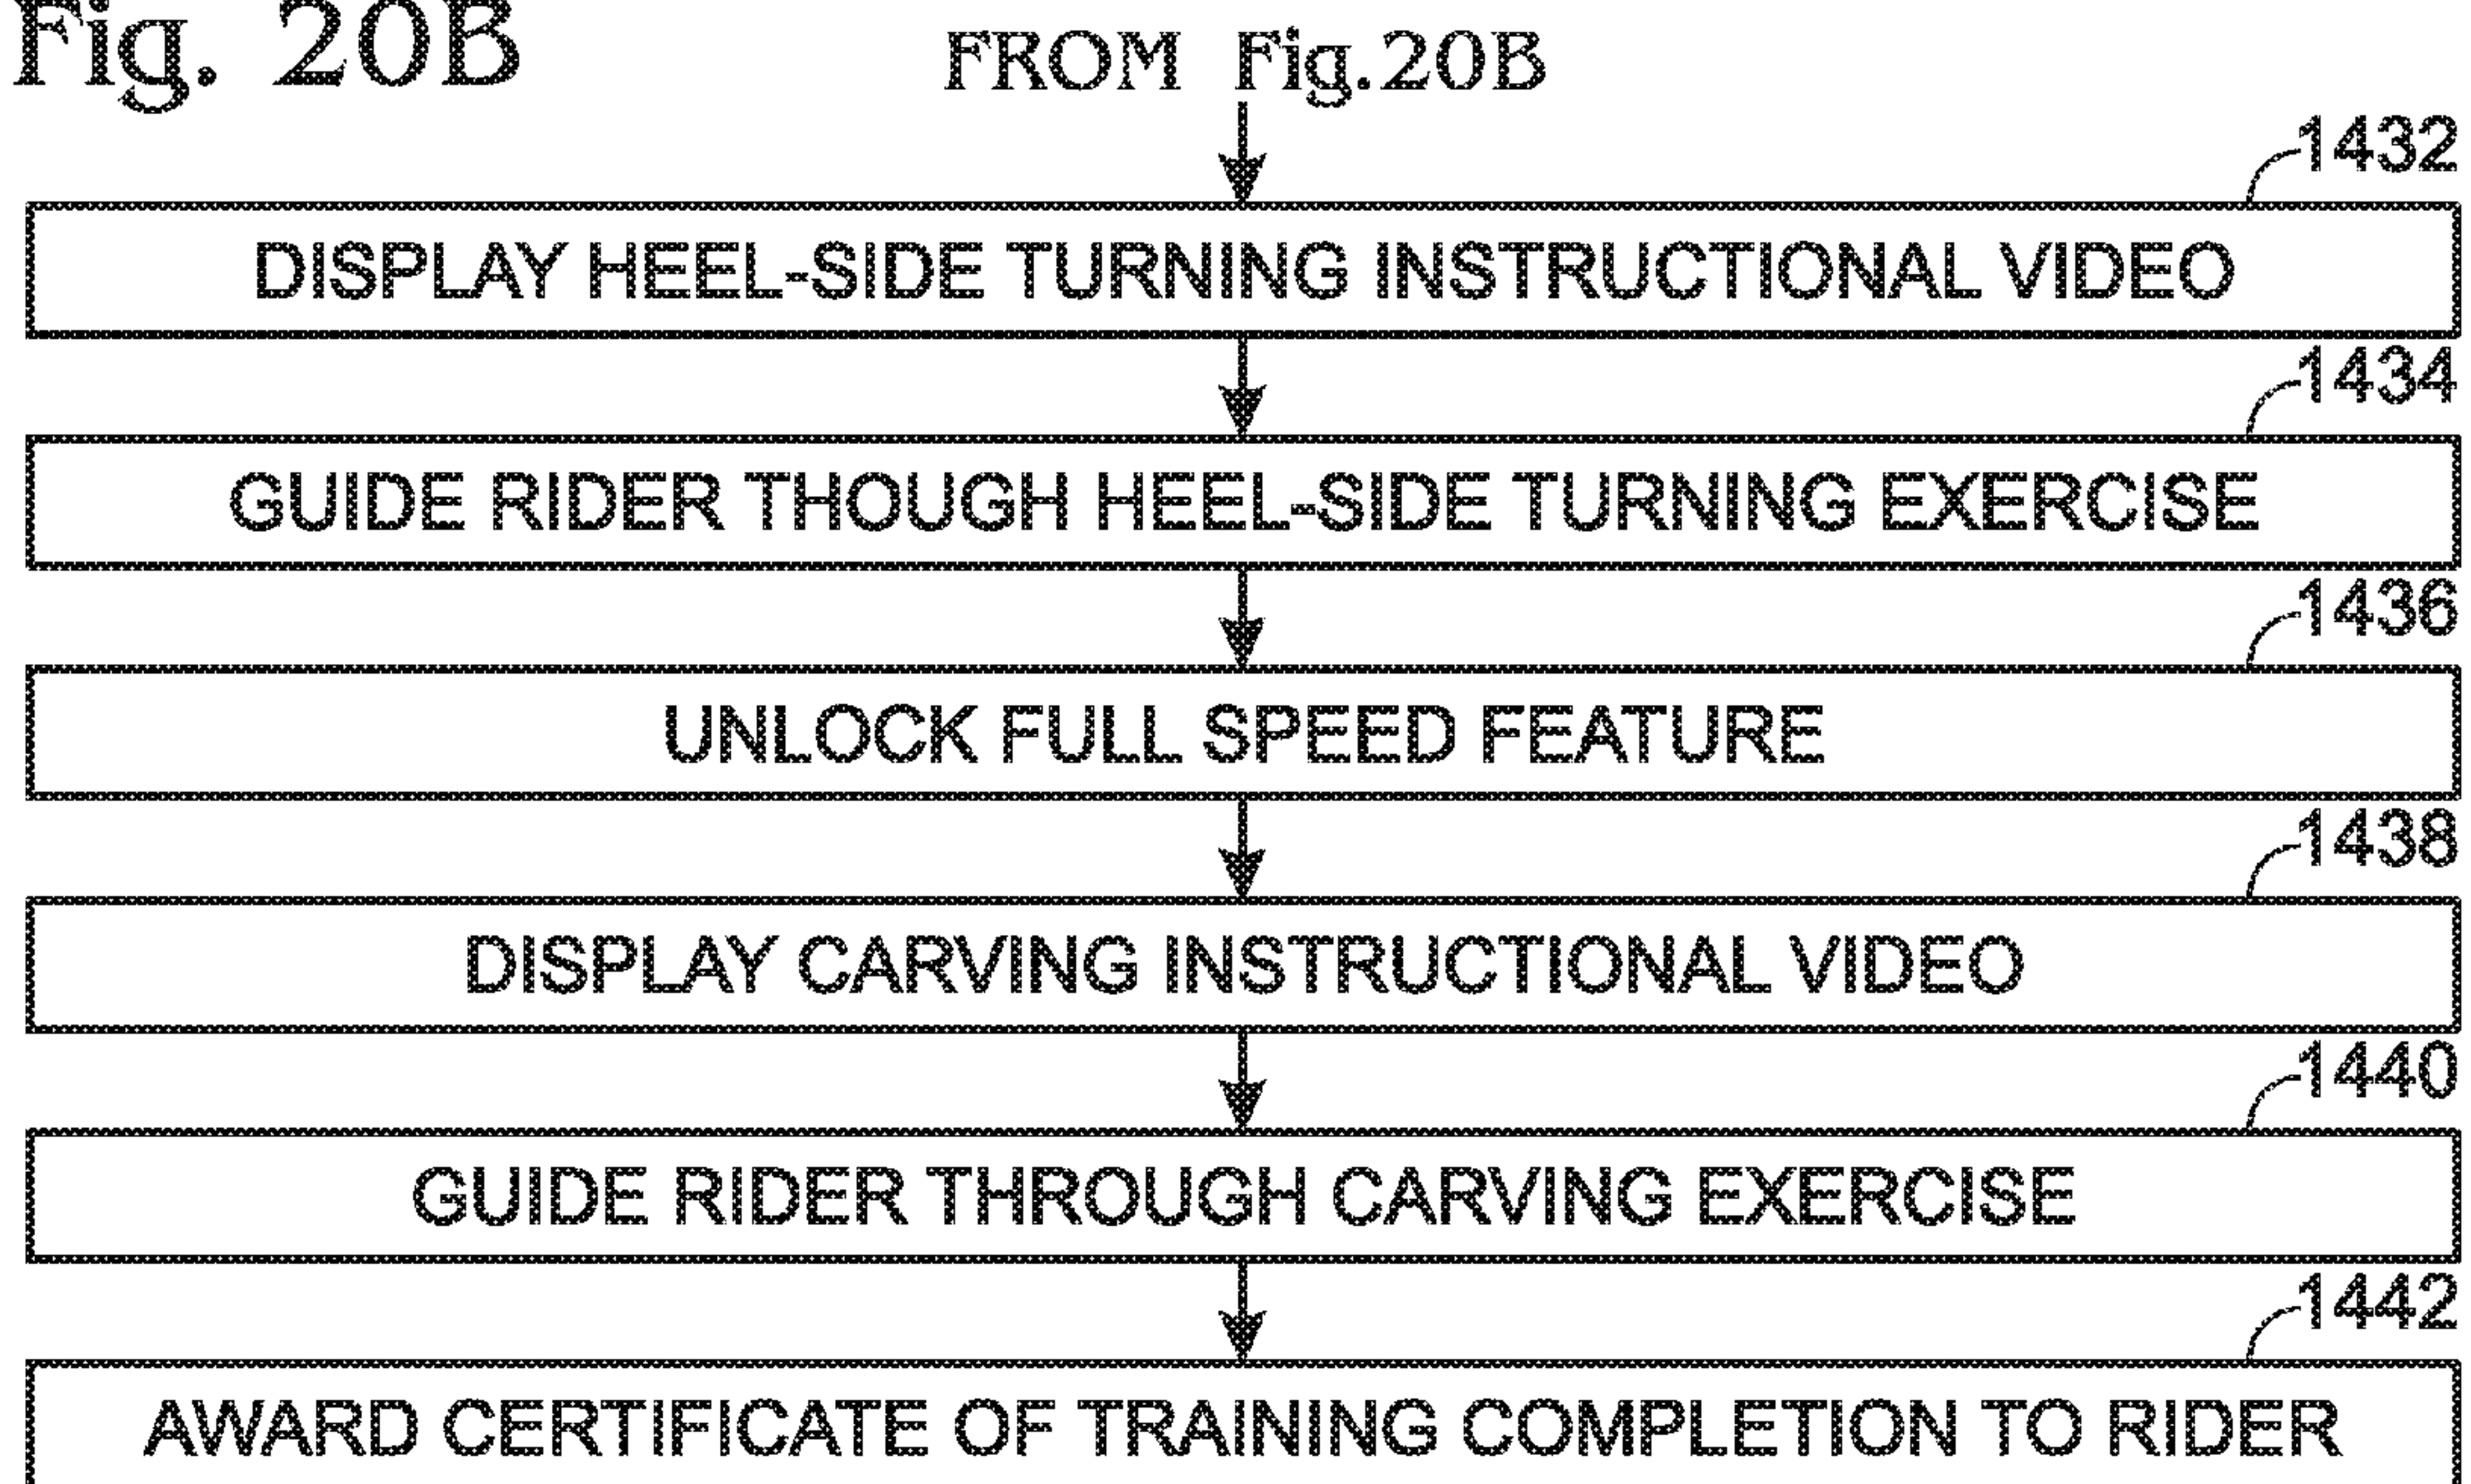 Fig. 20B
FROM Fig.20B
1432
DISPLAY HEEL-SIDE TURNING INSTRUCTIONAL VIDEO
1434
GUIDE RIDER THOUGH HEEL-SIDE TURNING EXERCISE
1436
UNLOCK FULL SPEED FEATURE
1438
DISPLAY CARVING INSTRUCTIONAL VIDEO
1440
GUIDE RIDER THROUGH CARVING EXERCISE
1442
AWARD CERTIFICATE OF TRAINING COMPLETION TO RIDER